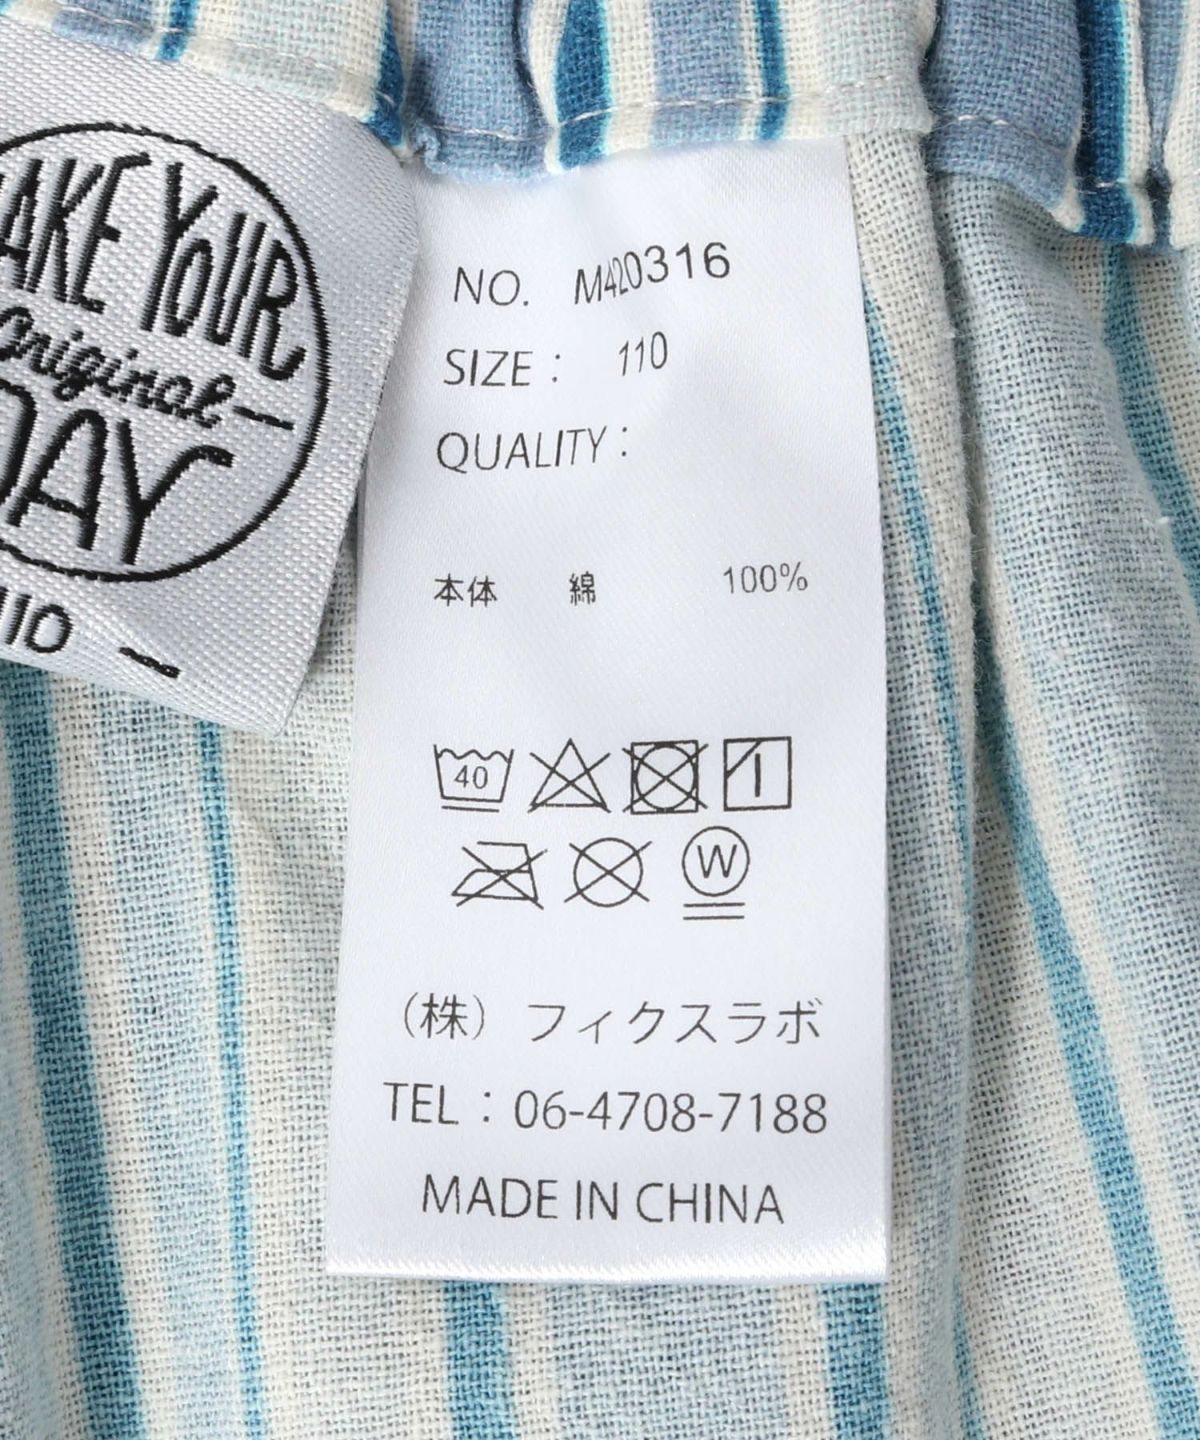 AKE YOUR
Original
DAY
110
NO. M420316
SIZE : 110
QUALITY :
本体 綿 100%
40
W
（株）フィクスラボ
TEL : 06-4708-7188
MADE IN CHINA